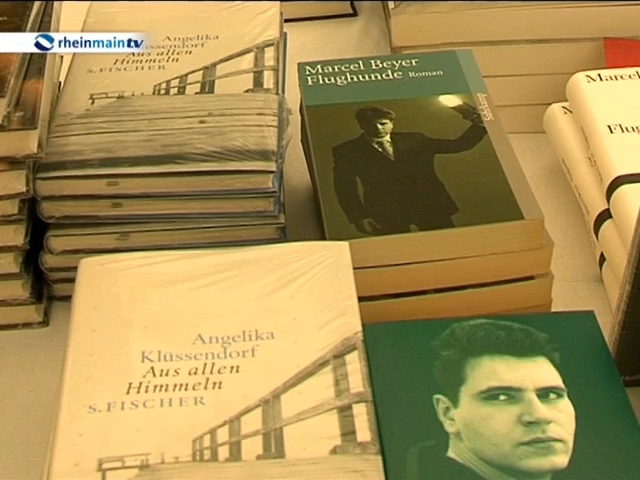 rheinmaintv
Angelika
Klüssendorf
Aus allen
Himmeln
S. FISCHER
Marcel Beyer
Flughunde Roman
Suhrkamp
Marcel
Flug
Angelika
Klüssendorf
Aus allen
Himmeln
S. FISCHER